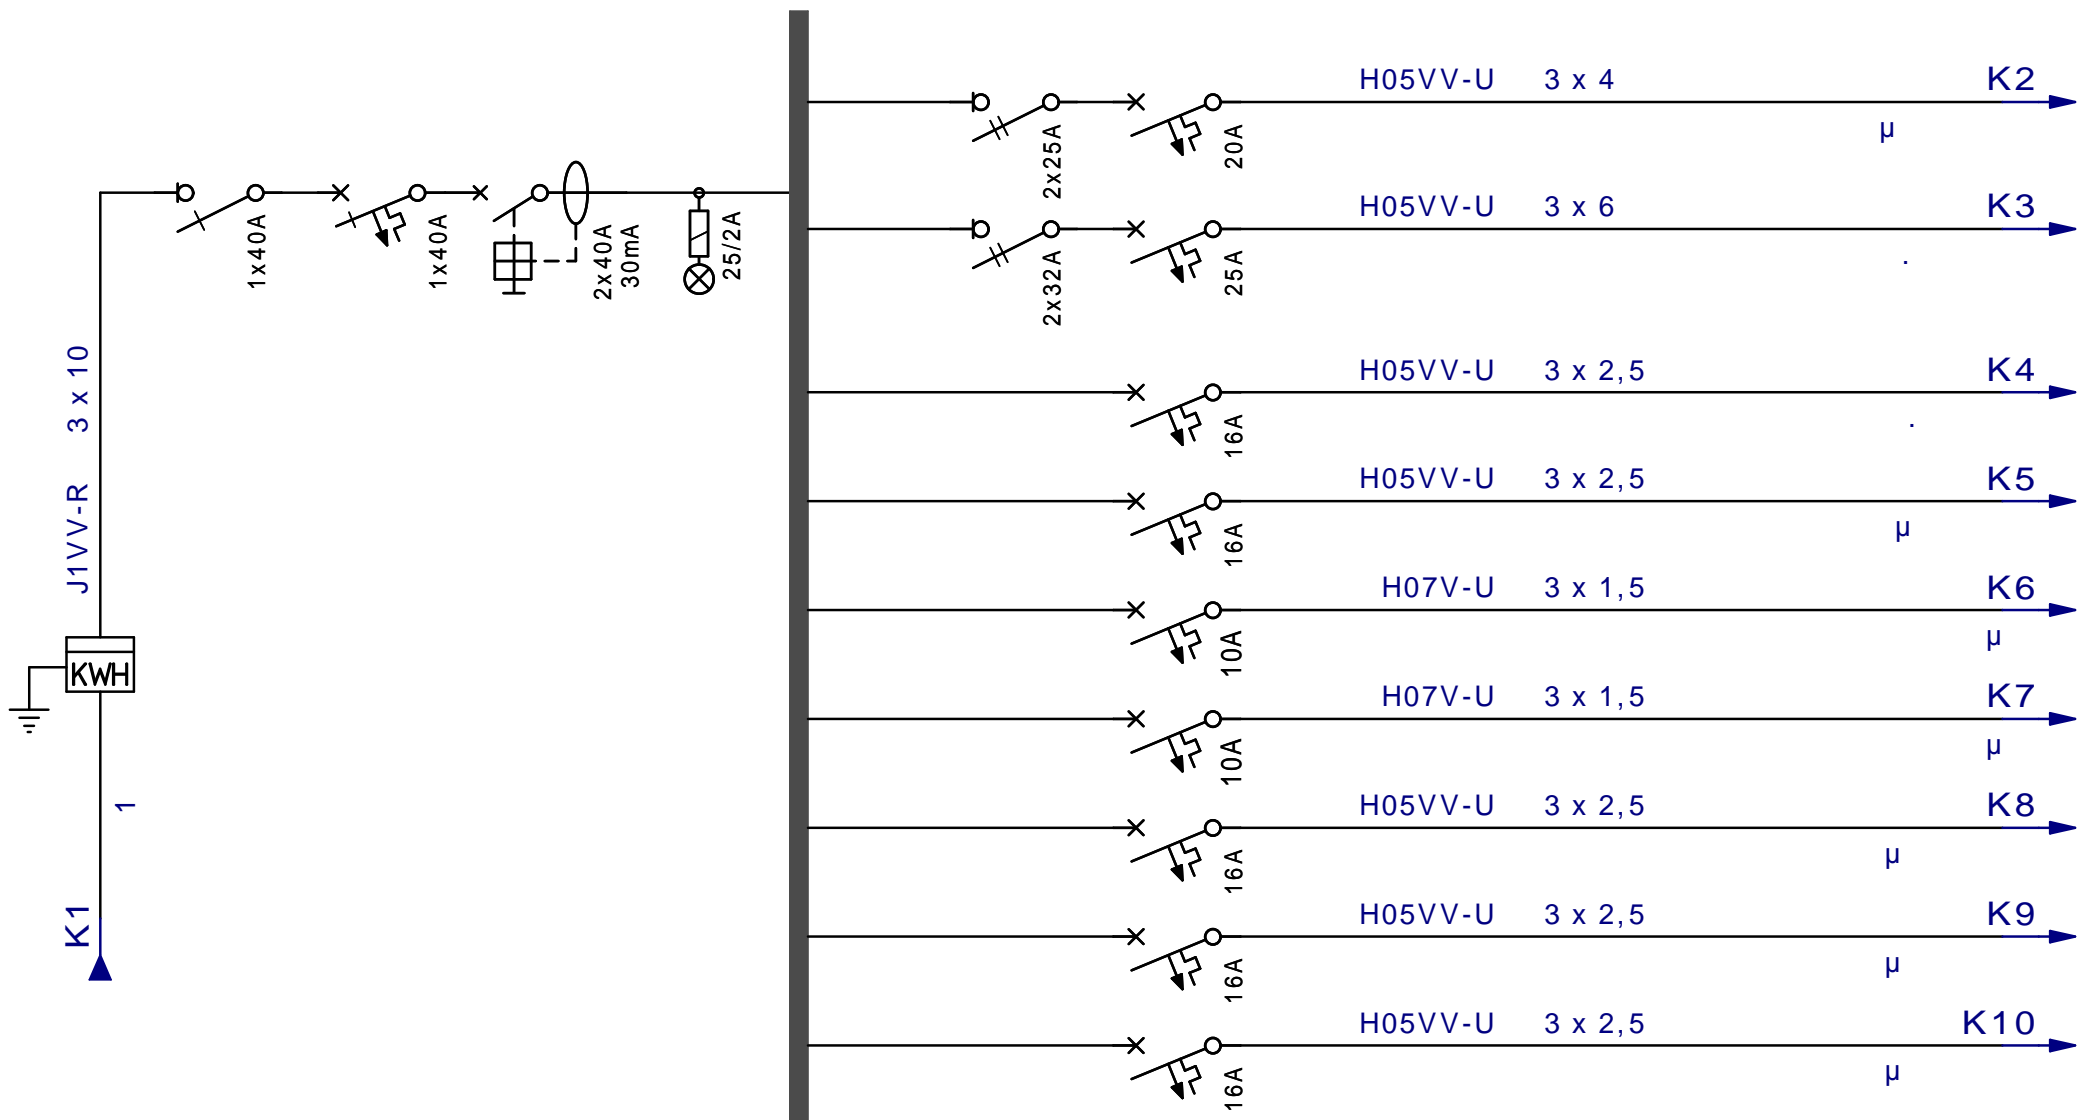 K1
1
KWH
J1VV-R 3 x 10
1x40A
1x40A
2x40A
30mA
25/2A
H05VV-U 3 x 4 K2
2x25A
20A
µ
H05VV-U 3 x 6 K3
2x32A
25A
.
H05VV-U 3 x 2,5 K4
16A
.
H05VV-U 3 x 2,5 K5
16A
µ
H07V-U 3 x 1,5 K6
10A
µ
H07V-U 3 x 1,5 K7
10A
µ
H05VV-U 3 x 2,5 K8
16A
µ
H05VV-U 3 x 2,5 K9
16A
µ
H05VV-U 3 x 2,5 K10
16A
µ